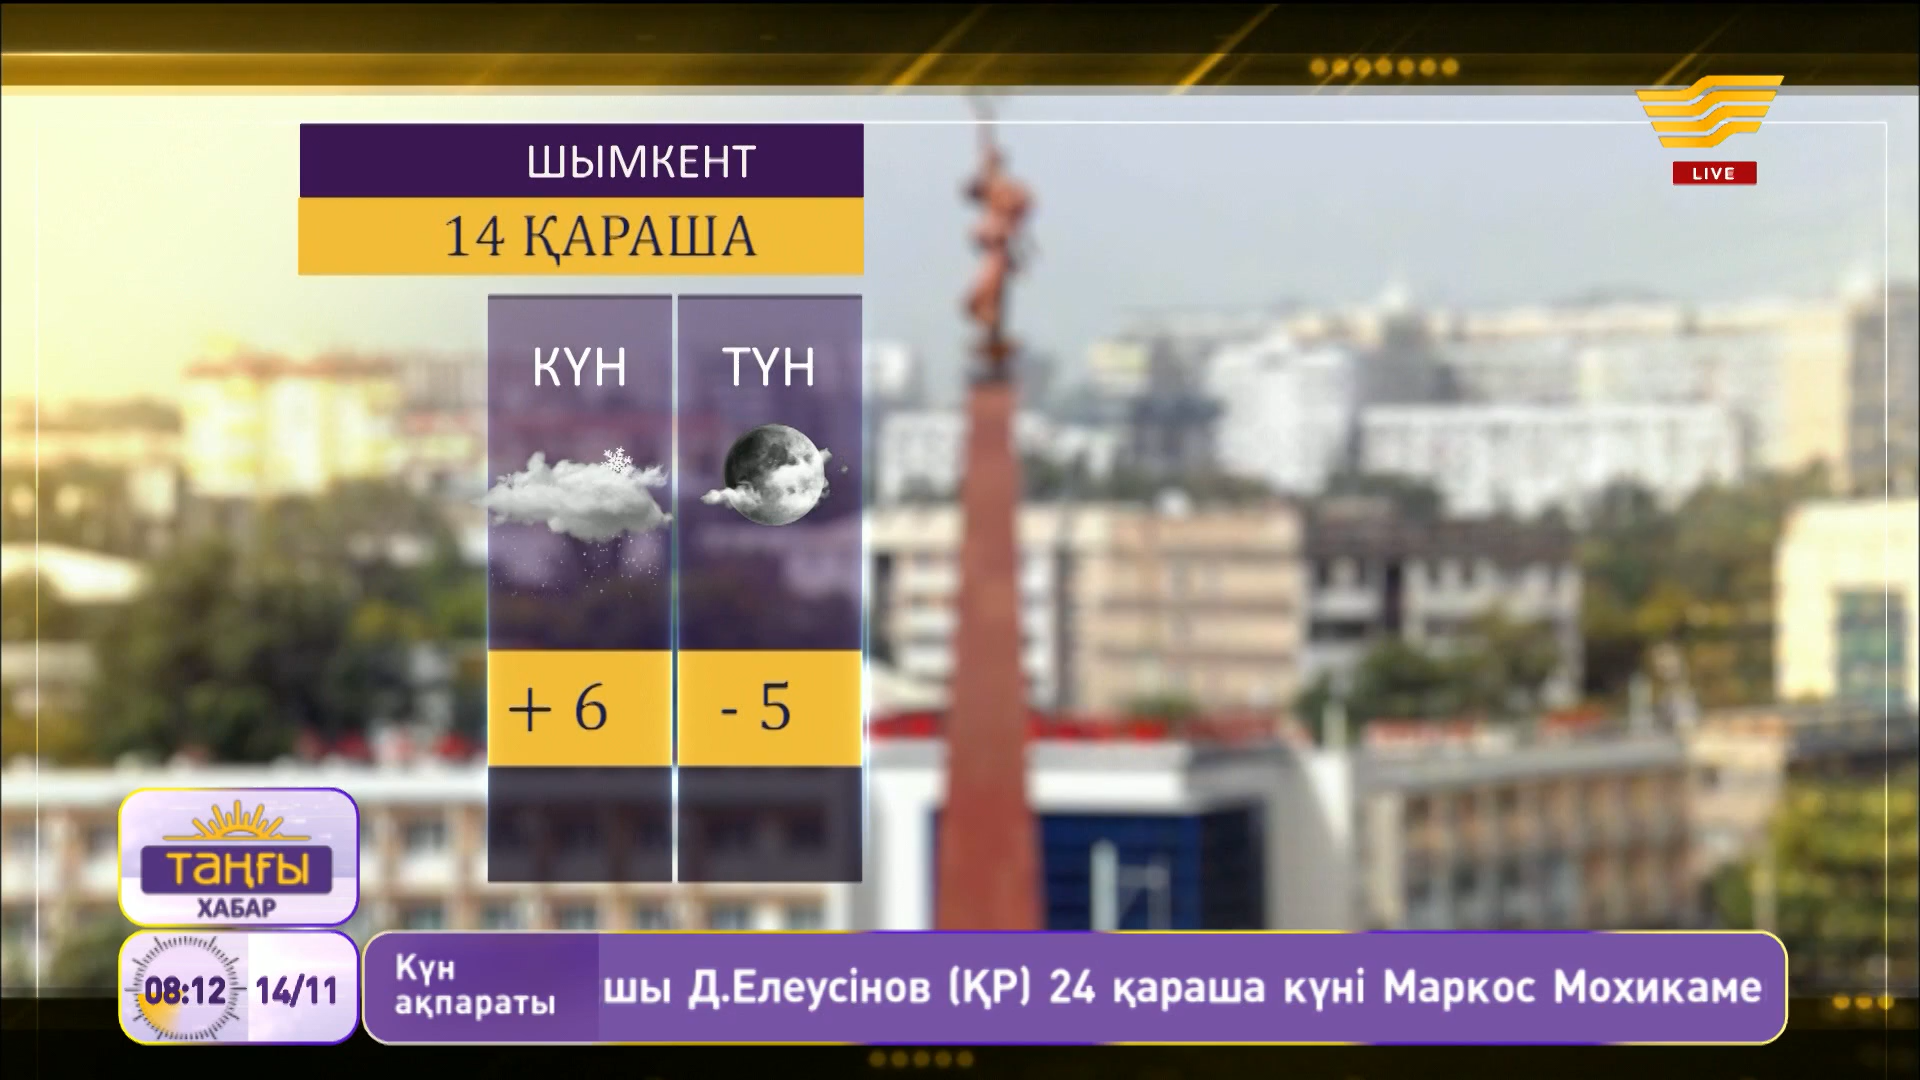 ШЫМКЕНТ
14 ҚАРАША
LIVE
КҮН
ТҮН
+ 6
- 5
таңғы
ХАБАР
08:12
14/11
Күн
ақпараты
шы Д.Елеусінов (ҚР) 24 қараша күні Маркос Мохикаме